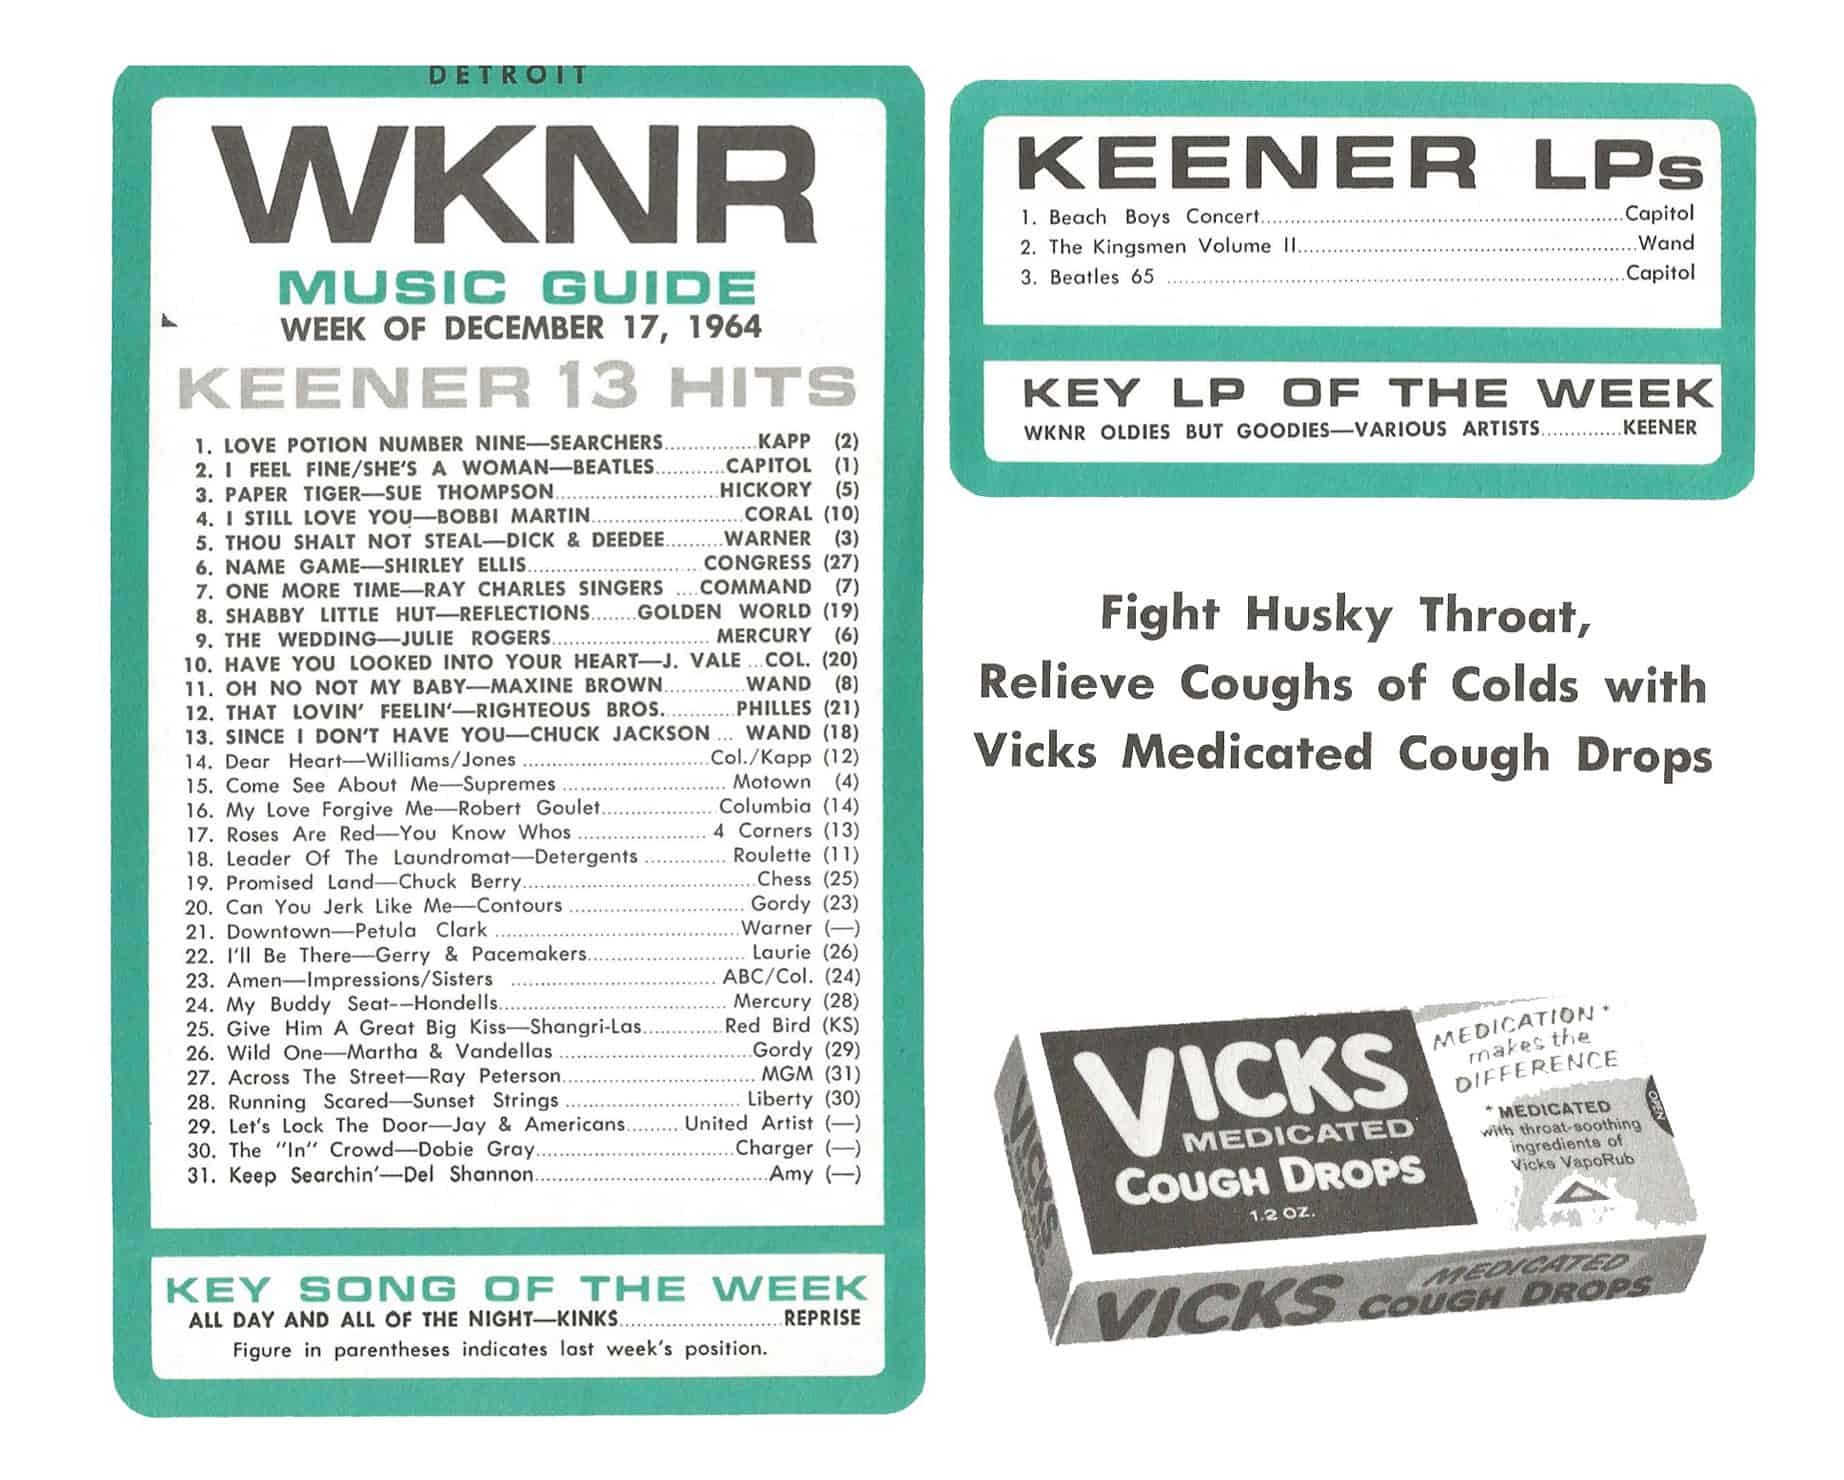 DETROIT
WKNR
MUSIC GUIDE
WEEK OF DECEMBER 17, 1964
KEENER 13 HITS
1. LOVE POTION NUMBER NINE—SEARCHERS..............KAPP (2)
2. I FEEL FINE/SHE'S A WOMAN—BEATLES...........CAPITOL (1)
3. PAPER TIGER—SUE THOMPSON.........................HICKORY (5)
4. I STILL LOVE YOU—BOBBI MARTIN.......................CORAL (10)
5. THOU SHALT NOT STEAL—DICK & DEEDEE.........WARNER (3)
6. NAME GAME—SHIRLEY ELLIS..........................CONGRESS (27)
7. ONE MORE TIME—RAY CHARLES SINGERS ....COMMAND (7)
8. SHABBY LITTLE HUT—REFLECTIONS.......GOLDEN WORLD (19)
9. THE WEDDING—JULIE ROGERS........................MERCURY (6)
10. HAVE YOU LOOKED INTO YOUR HEART—J. VALE ...COL. (20)
11. OH NO NOT MY BABY—MAXINE BROWN.............WAND (8)
12. THAT LOVIN' FEELIN'—RIGHTEOUS BROS............PHILLES (21)
13. SINCE I DON'T HAVE YOU—CHUCK JACKSON ... WAND (18)
14. Dear Heart—Williams/Jones .............................Col./Kapp (12)
15. Come See About Me—Supremes ......................... Motown (4)
16. My Love Forgive Me—Robert Goulet.................. Columbia (14)
17. Roses Are Red—You Know Whos .................... 4 Corners (13)
18. Leader Of The Laundromat—Detergents ............. Roulette (11)
19. Promised Land—Chuck Berry....................................Chess (25)
20. Can You Jerk Like Me—Contours ........................... Gordy (23)
21. Downtown—Petula Clark ......................................Warner (—)
22. I'll Be There—Gerry & Pacemakers........................ Laurie (26)
23. Amen—Impressions/Sisters ................................. ABC/Col. (24)
24. My Buddy Seat--Hondells.................................... Mercury (28)
25. Give Him A Great Big Kiss—Shangri-Las.............Red Bird (KS)
26. Wild One—Martha & Vandellas ..............................Gordy (29)
27. Across The Street—Ray Peterson.............................. MGM (31)
28. Running Scared—Sunset Strings ........................... Liberty (30)
29. Let's Lock The Door—Jay & Americans......... United Artist (—)
30. The "In" Crowd—Dobie Gray...............................Charger (—)
31. Keep Searchin'—Del Shannon.....................................Amy (—)
KEY SONG OF THE WEEK
ALL DAY AND ALL OF THE NIGHT—KINKS.........................REPRISE
Figure in parentheses indicates last week's position.
KEENER LPs
1. Beach Boys Concert..........................................................Capitol
2. The Kingsmen Volume II......................................................Wand
3. Beatles 65 .........................................................................Capitol
KEY LP OF THE WEEK
WKNR OLDIES BUT GOODIES—VARIOUS ARTISTS.............KEENER
Fight Husky Throat,
Relieve Coughs of Colds with
Vicks Medicated Cough Drops
VICKS
MEDICATED
COUGH DROPS
1.2 OZ.
MEDICATION*
makes the
DIFFERENCE
*MEDICATED
with throat-soothing
ingredients of
Vicks VapoRub
OPEN
VICKS MEDICATED
COUGH DROPS
VICKS